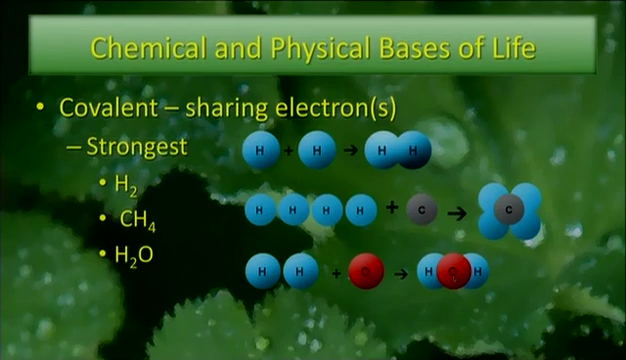 Chemical and Physical Bases of Life
• Covalent – sharing electron(s)
– Strongest
• H₂
• CH₄
• H₂O
H + H → H H
H H H H + C → C
H H + O → H O H